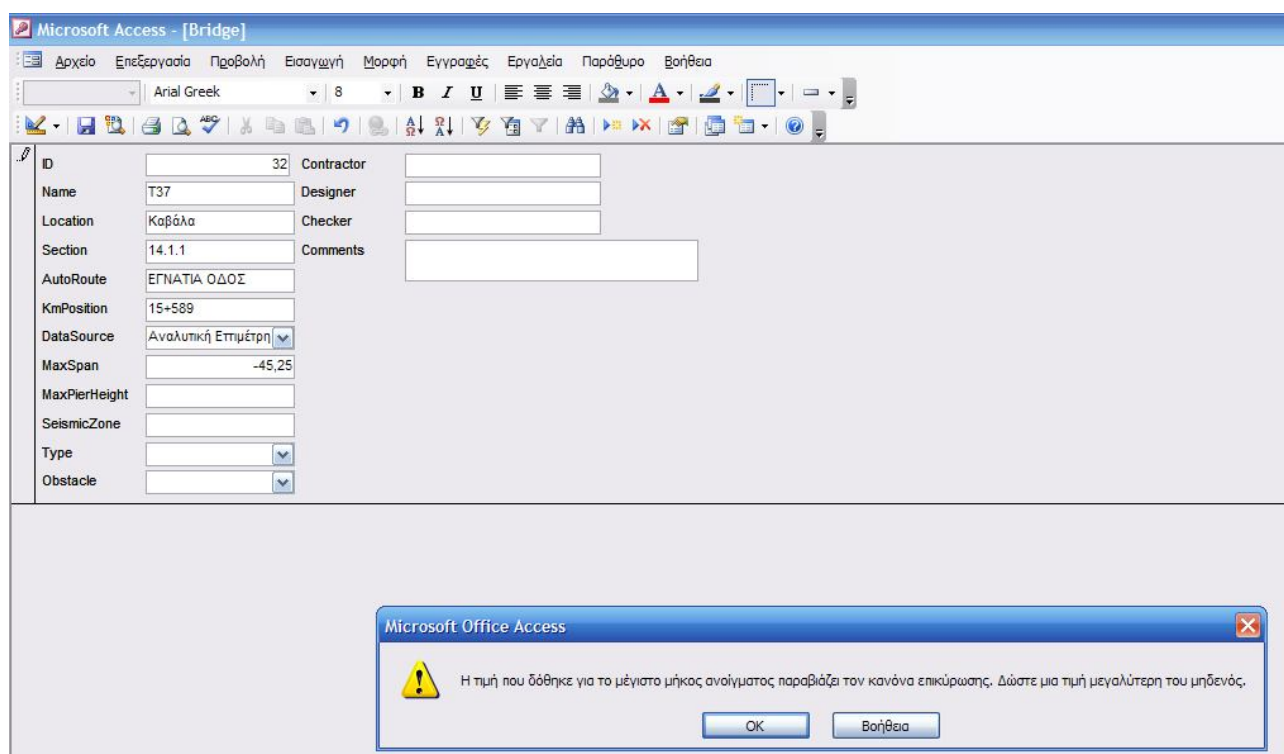 Microsoft Access - [Bridge]
Αρχείο Επεξεργασία Προβολή Εισαγωγή Μορφή Εγγραφές Εργαλεία Παράθυρο Βοήθεια
Arial Greek 8 B I U A
ID 32 Contractor
Name T37 Designer
Location Καβάλα Checker
Section 14.1.1 Comments
AutoRoute ΕΓΝΑΤΙΑ ΟΔΟΣ
KmPosition 15+589
DataSource Αναλυτική Επιμέτρη
MaxSpan -45,25
MaxPierHeight
SeismicZone
Type
Obstacle
Microsoft Office Access
Η τιμή που δόθηκε για το μέγιστο μήκος ανοίγματος παραβιάζει τον κανόνα επικύρωσης. Δώστε μια τιμή μεγαλύτερη του μηδενός.
OK Βοήθεια